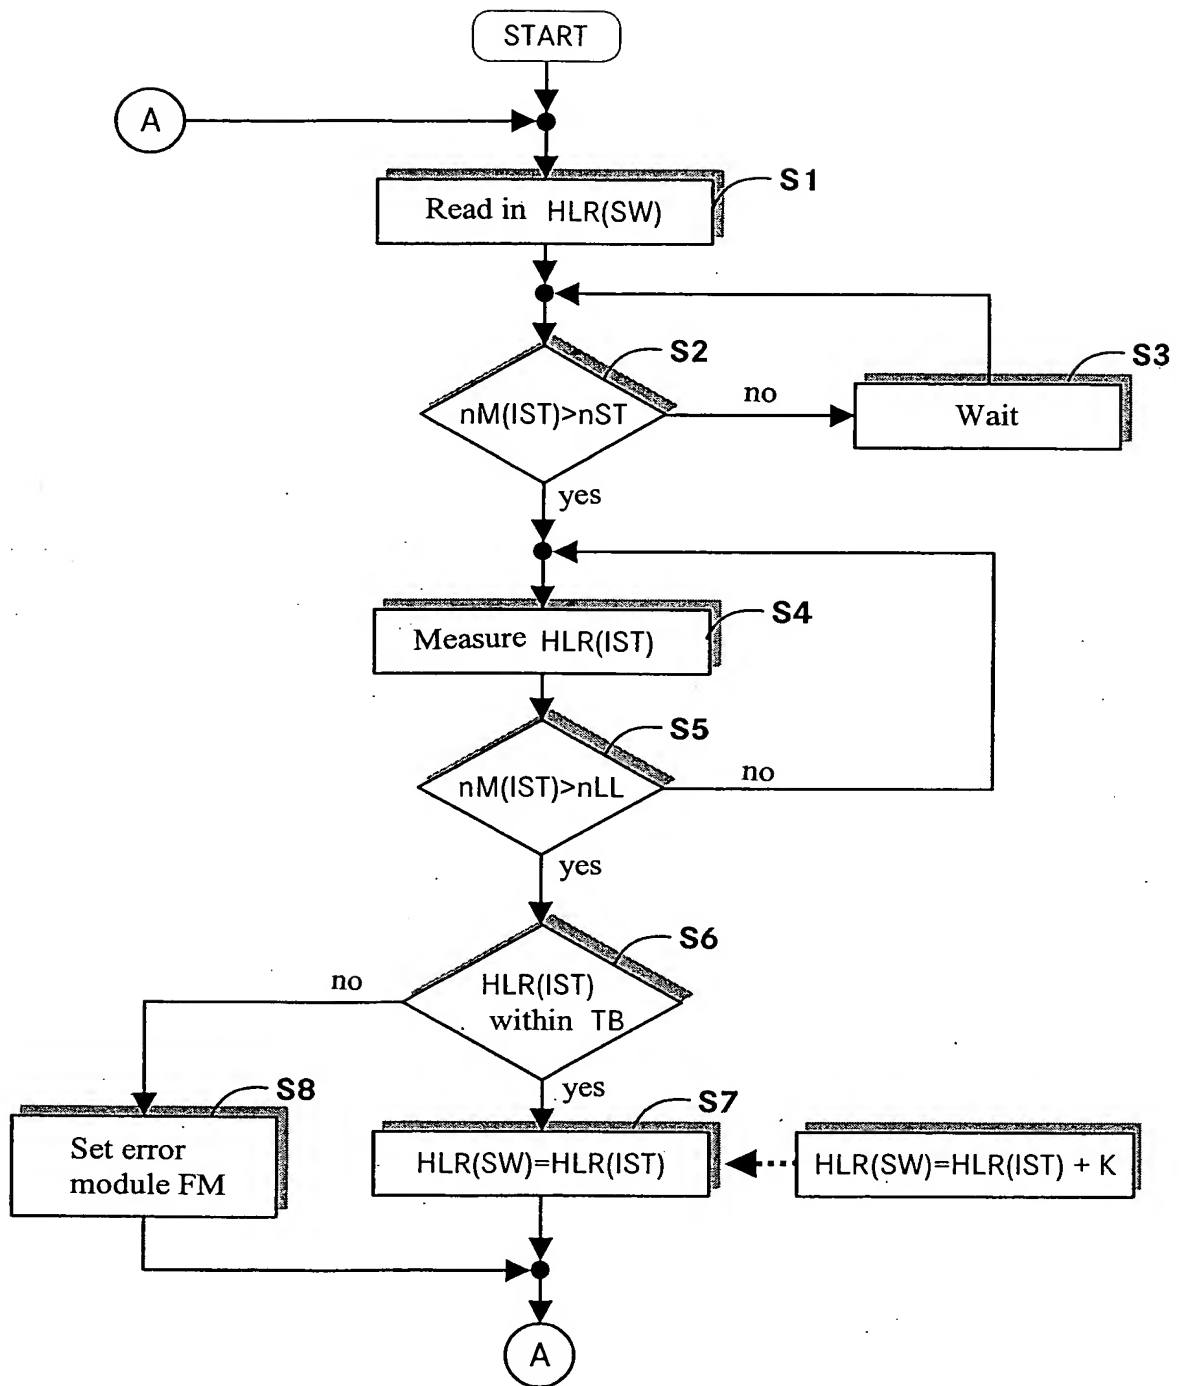 START
A
S1
Read in HLR(SW)
S2
S3
nM(IST)>nST
no
Wait
yes
S4
Measure HLR(IST)
S5
nM(IST)>nLL
no
yes
S6
no
HLR(IST)
within TB
yes
S8
S7
Set error
module FM
HLR(SW)=HLR(IST)
HLR(SW)=HLR(IST) + K
A